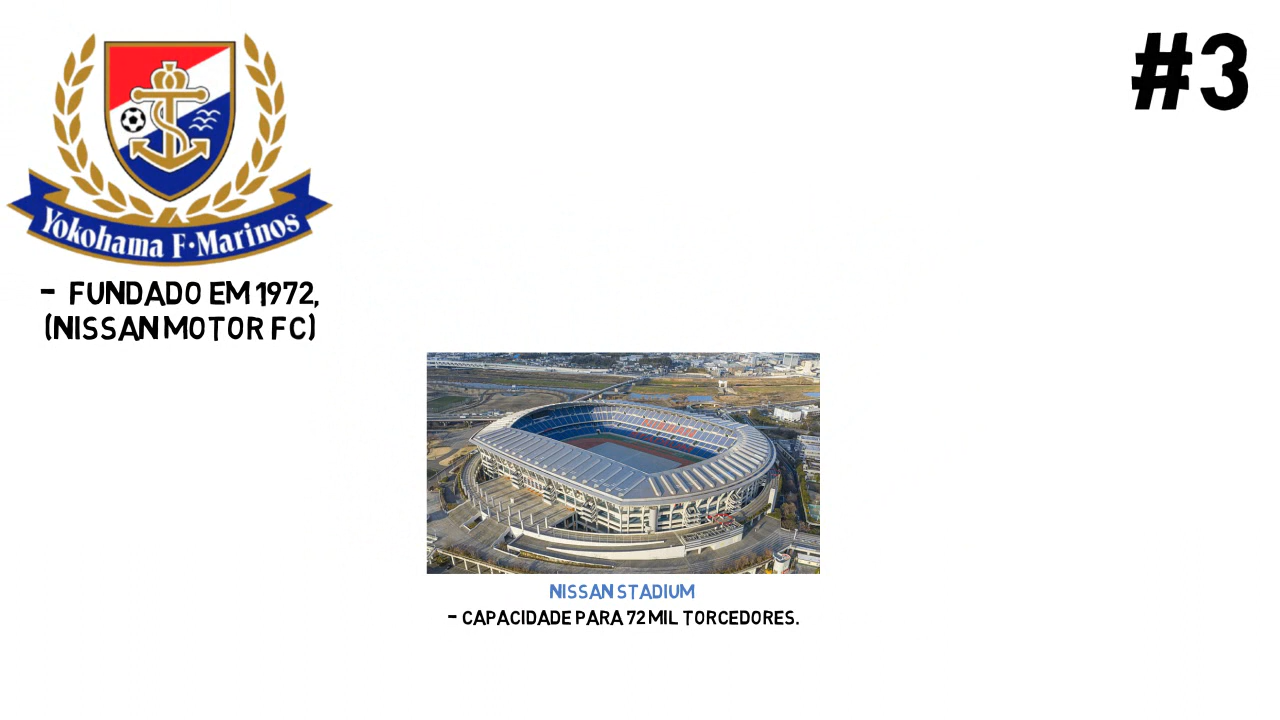 #3
Yokohama F·Marinos
- FUNDADO EM 1972,
(NISSAN MOTOR FC)
NISSAN STADIUM
- CAPACIDADE PARA 72 MIL TORCEDORES.